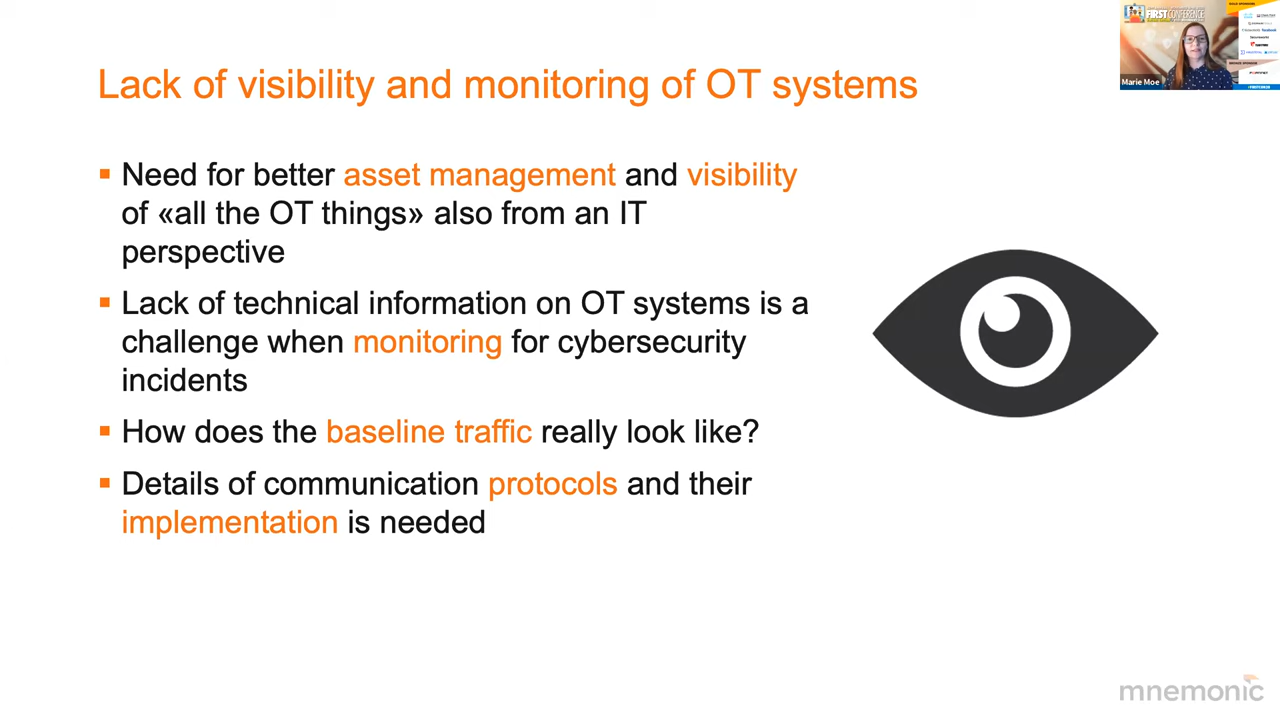 Lack of visibility and monitoring of OT systems
Need for better asset management and visibility
of «all the OT things» also from an IT
perspective
Lack of technical information on OT systems is a
challenge when monitoring for cybersecurity
incidents
How does the baseline traffic really look like?
Details of communication protocols and their
implementation is needed
FIRSTCONFERENCE
Marie Moe
mnemonic